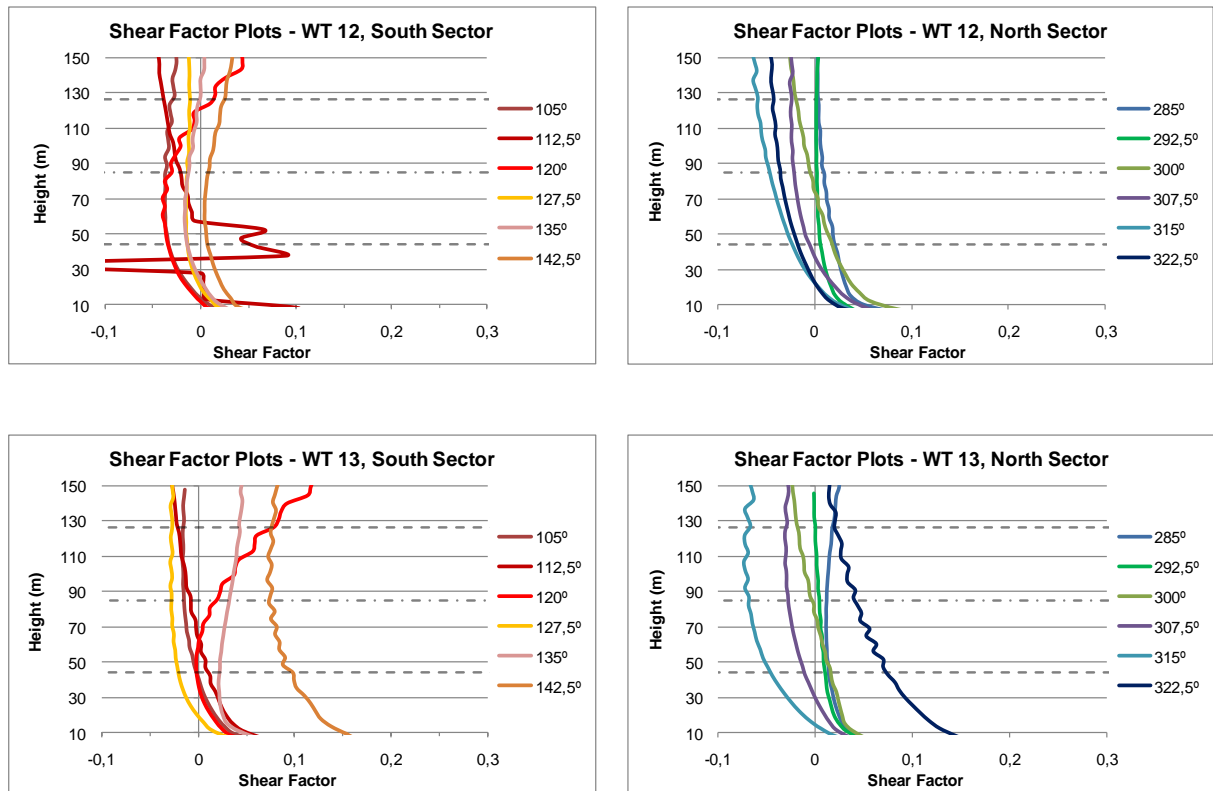 Shear Factor Plots - WT 12, South Sector
150
130
110
90
70
50
30
10
Height (m)
-0,1
0
0,1
0,2
0,3
Shear Factor
105º
112,5º
120º
127,5º
135º
142,5º
Shear Factor Plots - WT 12, North Sector
150
130
110
90
70
50
30
10
Height (m)
-0,1
0
0,1
0,2
0,3
Shear Factor
285º
292,5º
300º
307,5º
315º
322,5º
Shear Factor Plots - WT 13, South Sector
150
130
110
90
70
50
30
10
Height (m)
-0,1
0
0,1
0,2
0,3
Shear Factor
105º
112,5º
120º
127,5º
135º
142,5º
Shear Factor Plots - WT 13, North Sector
150
130
110
90
70
50
30
10
Height (m)
-0,1
0
0,1
0,2
0,3
Shear Factor
285º
292,5º
300º
307,5º
315º
322,5º